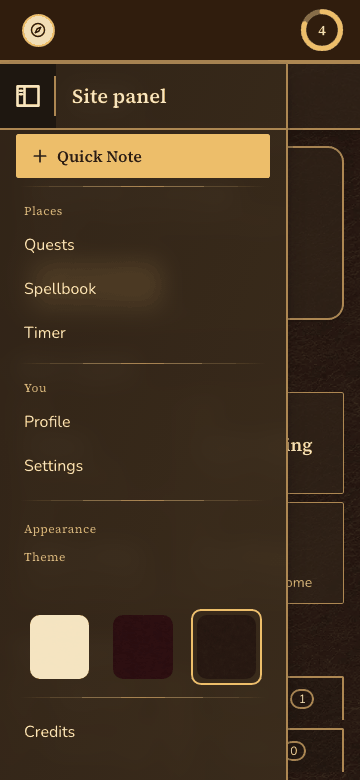 4
Site panel
Quick Note
Places
Quests
Spellbook
Timer
You
Profile
ing
Settings
Appearance
Theme
ome
1
Credits
0